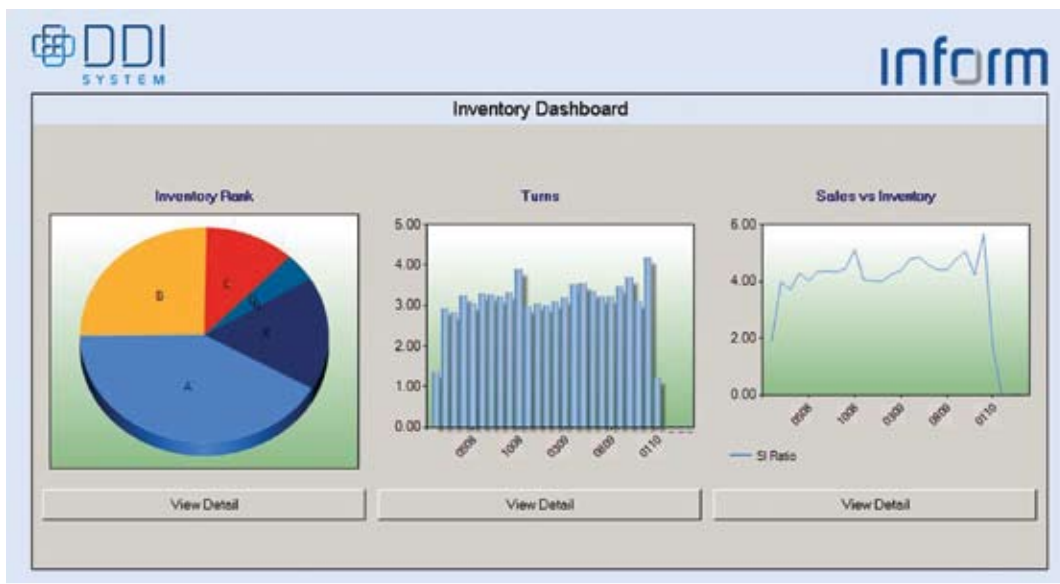 DDI
SYSTEM
inform
Inventory Dashboard
Inventory Rank
B
C
A
Turns
5.00
4.00
3.00
2.00
1.00
0.00
0508
1008
0309
0809
0110
Sales vs Inventory
6.00
4.00
2.00
0.00
0508
1008
0309
0809
0110
SI Ratio
View Detail
View Detail
View Detail